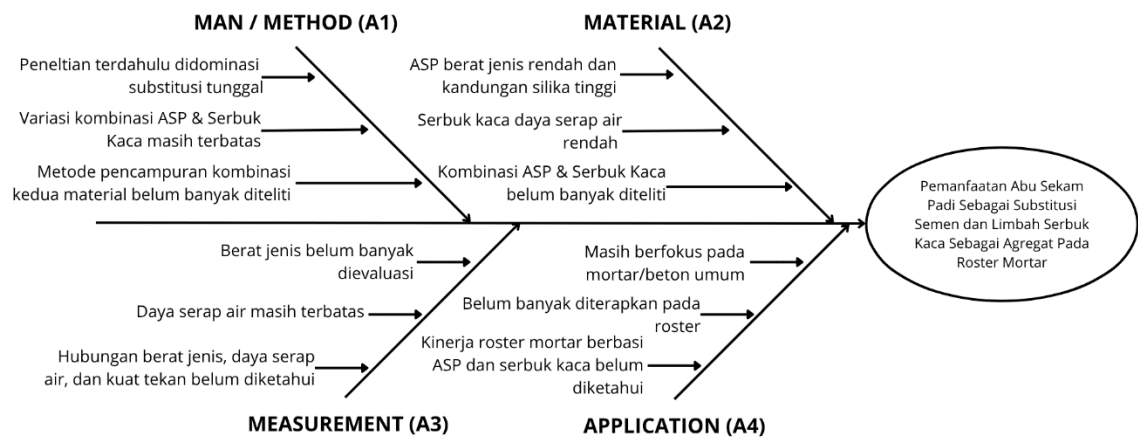 MAN / METHOD (A1)
Peneltian terdahulu didominasi
substitusi tunggal
Variasi kombinasi ASP & Serbuk
Kaca masih terbatas
Metode pencampuran kombinasi
kedua material belum banyak diteliti
MATERIAL (A2)
ASP berat jenis rendah dan
kandungan silika tinggi
Serbuk kaca daya serap air
rendah
Kombinasi ASP & Serbuk Kaca
belum banyak diteliti
Pemanfaatan Abu Sekam
Padi Sebagai Substitusi
Semen dan Limbah Serbuk
Kaca Sebagai Agregat Pada
Roster Mortar
Berat jenis belum banyak
dievaluasi
Daya serap air masih terbatas
Hubungan berat jenis, daya serap
air, dan kuat tekan belum diketahui
MEASUREMENT (A3)
Masih berfokus pada
mortar/beton umum
Belum banyak diterapkan pada
roster
Kinerja roster mortar berbasi
ASP dan serbuk kaca belum
diketahui
APPLICATION (A4)